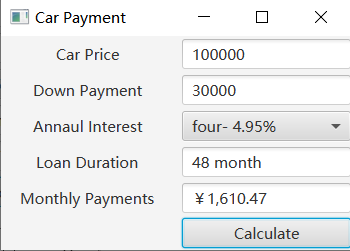 Car Payment
Car Price 100000
Down Payment 30000
Annaul Interest four- 4.95%
Loan Duration 48 month
Monthly Payments ￥1,610.47
Calculate